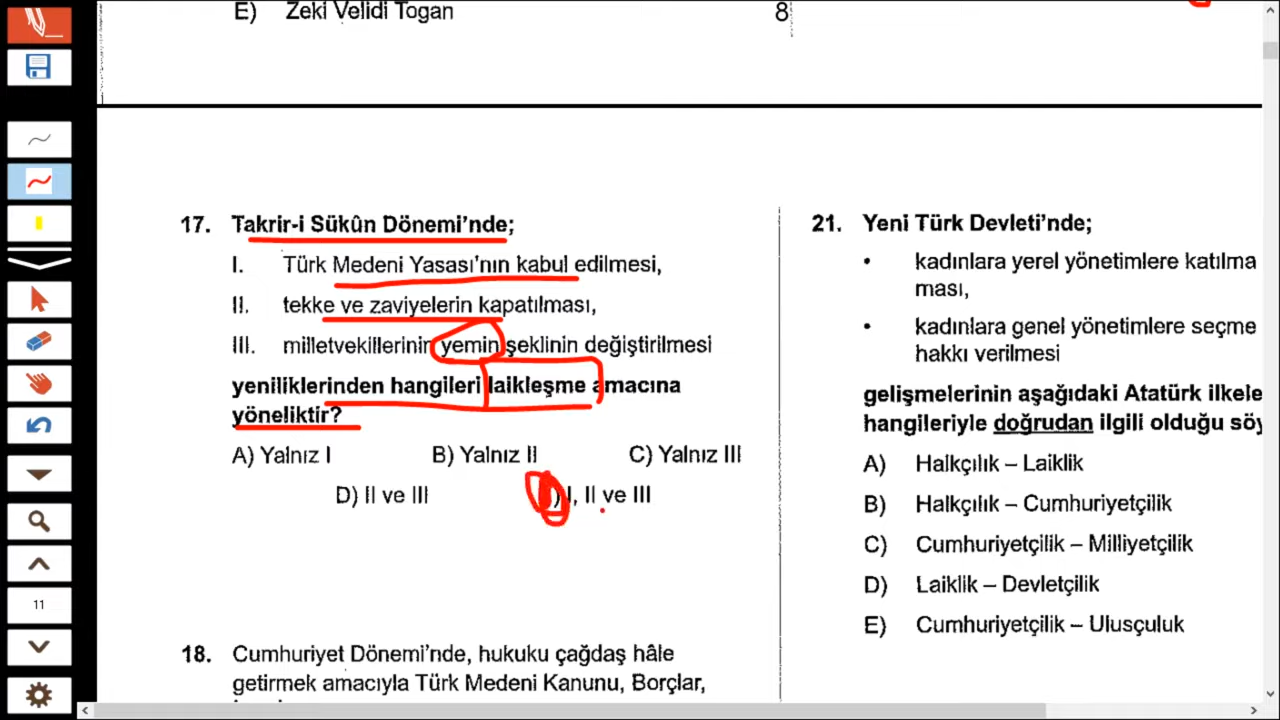 E) Zeki Velidi Togan
8
17. Takrir-i Sükûn Dönemi’nde;
I. Türk Medeni Yasası’nın kabul edilmesi,
II. tekke ve zaviyelerin kapatılması,
III. milletvekillerinin yemin şeklinin değiştirilmesi
yeniliklerinden hangileri laikleşme amacına
yöneliktir?
A) Yalnız I B) Yalnız II C) Yalnız III
D) II ve III ) I, II ve III
18. Cumhuriyet Dönemi’nde, hukuku çağdaş hâle
getirmek amacıyla Türk Medeni Kanunu, Borçlar,
21. Yeni Türk Devleti’nde;
• kadınlara yerel yönetimlere katılma
ması,
• kadınlara genel yönetimlere seçme
hakkı verilmesi
gelişmelerinin aşağıdaki Atatürk ilkele
hangileriyle doğrudan ilgili olduğu söy
A) Halkçılık – Laiklik
B) Halkçılık – Cumhuriyetçilik
C) Cumhuriyetçilik – Milliyetçilik
D) Laiklik – Devletçilik
E) Cumhuriyetçilik – Ulusçuluk
11